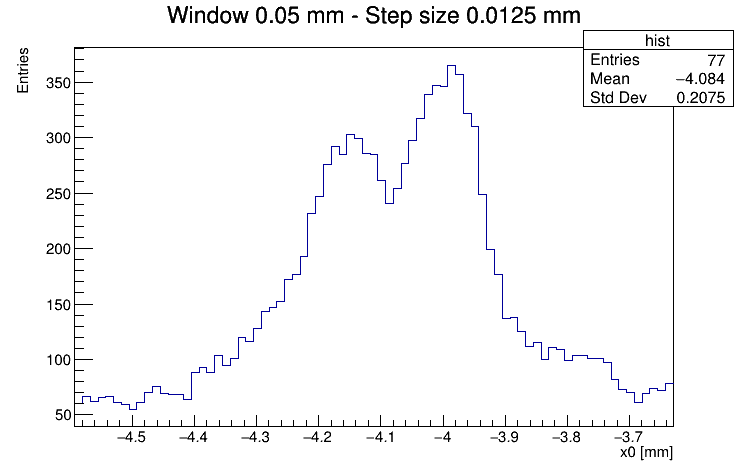 Window 0.05 mm - Step size 0.0125 mm
hist
Entries 77
Mean −4.084
Std Dev 0.2075
Entries
350
300
250
200
150
100
50
−4.5 −4.4 −4.3 −4.2 −4.1 −4 −3.9 −3.8 −3.7
x0 [mm]